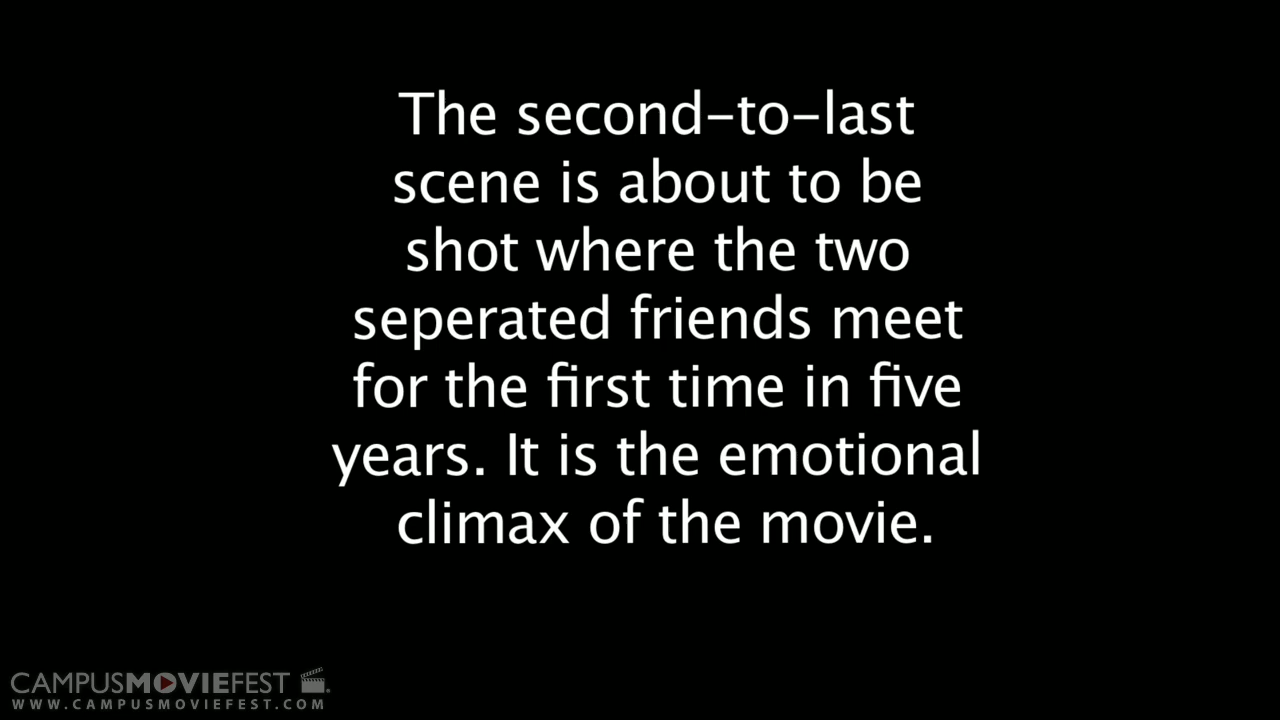 The second-to-last
scene is about to be
shot where the two
seperated friends meet
for the first time in five
years. It is the emotional
climax of the movie.
CAMPUSMOVIEFEST
WWW.CAMPUSMOVIEFEST.COM